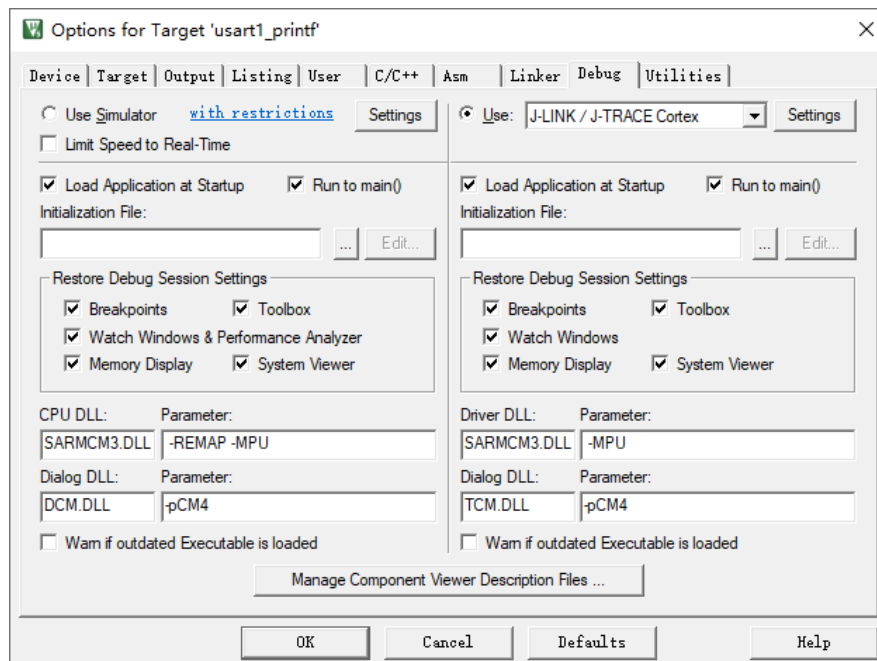 Options for Target 'usart1_printf'
Device Target Output Listing User C/C++ Asm Linker Debug Utilities
Use Simulator with restrictions Settings
Limit Speed to Real-Time
Use: J-LINK / J-TRACE Cortex Settings
Load Application at Startup Run to main()
Initialization File:
... Edit...
Restore Debug Session Settings
Breakpoints Toolbox
Watch Windows & Performance Analyzer
Memory Display System Viewer
CPU DLL: Parameter:
SARMCM3.DLL -REMAP -MPU
Dialog DLL: Parameter:
DCM.DLL -pCM4
Warn if outdated Executable is loaded
Load Application at Startup Run to main()
Initialization File:
... Edit...
Restore Debug Session Settings
Breakpoints Toolbox
Watch Windows
Memory Display System Viewer
Driver DLL: Parameter:
SARMCM3.DLL -MPU
Dialog DLL: Parameter:
TCM.DLL -pCM4
Warn if outdated Executable is loaded
Manage Component Viewer Description Files ...
OK Cancel Defaults Help